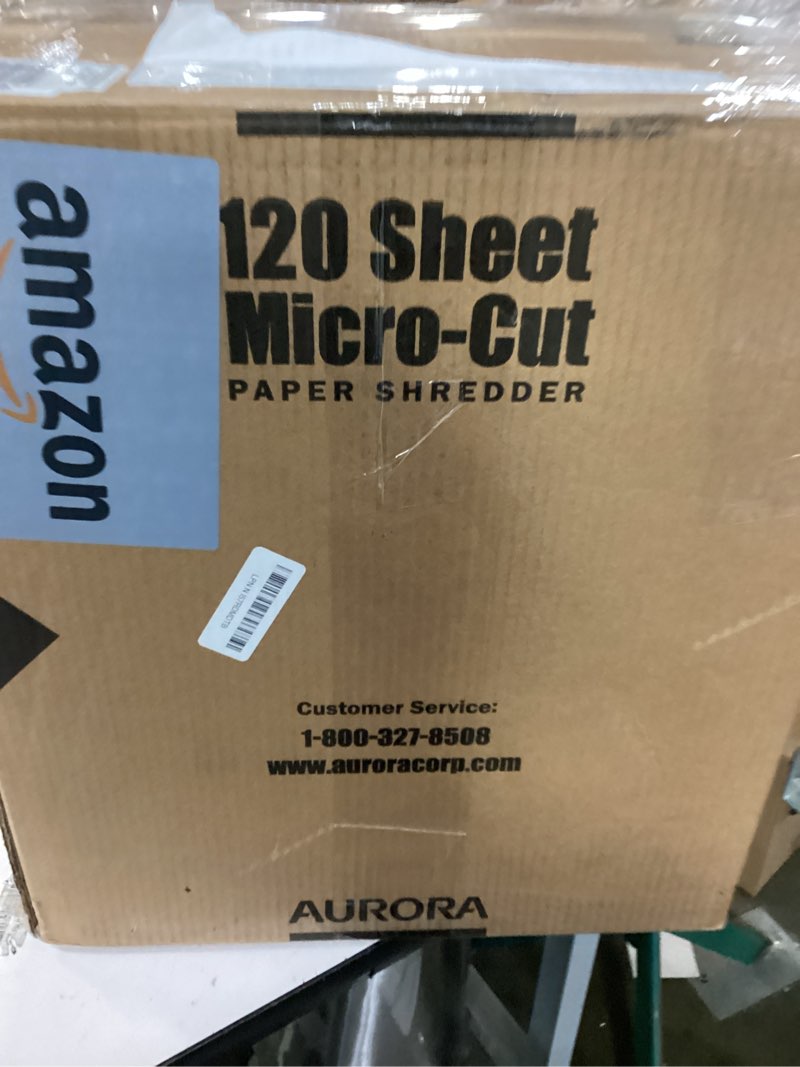 amazon
120 Sheet
Micro-Cut
PAPER SHREDDER
Customer Service:
1-800-327-8508
www.auroracorp.com
AURORA